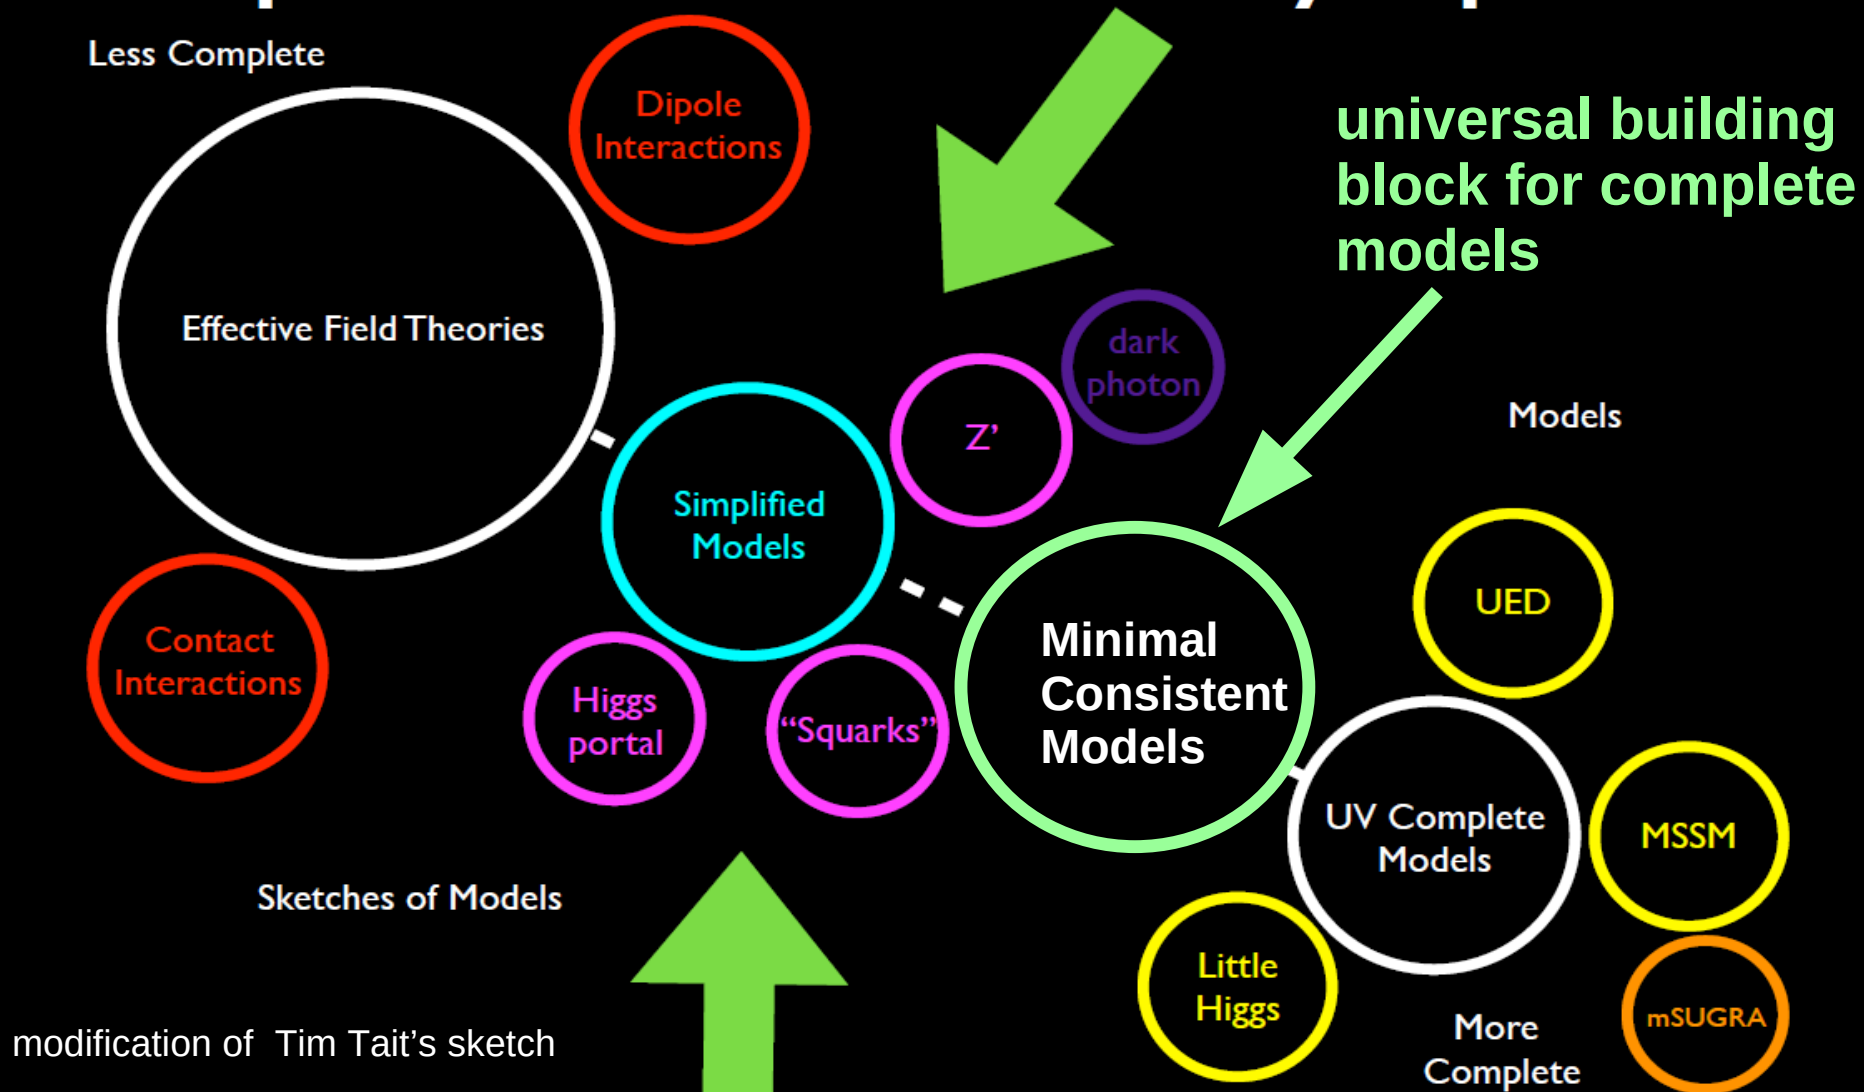 Less Complete
Dipole
Interactions
universal building
block for complete
models
Effective Field Theories
dark
photon
Z’
Models
Simplified
Models
UED
Contact
Interactions
Minimal
Consistent
Models
Higgs
portal
“Squarks”
UV Complete
Models
MSSM
Sketches of Models
Little
Higgs
mSUGRA
More
Complete
modification of  Tim Tait’s sketch